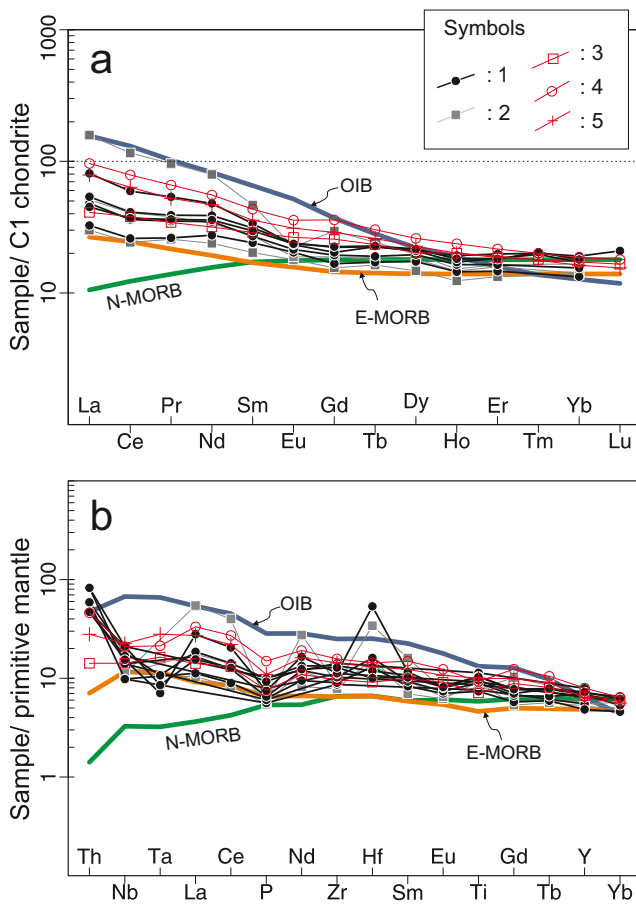 1000
a
Symbols
: 1
: 2
: 3
: 4
: 5
100
OIB
Sample/ C1 chondrite
10
N-MORB
E-MORB
La Pr Sm Gd Dy Er Yb
Ce Nd Eu Tb Ho Tm Lu
b
100
OIB
Sample/ primitive mantle
10
N-MORB
E-MORB
1
Th Ta Ce Nd Hf Eu Gd Y
Nb La P Zr Sm Ti Tb Yb